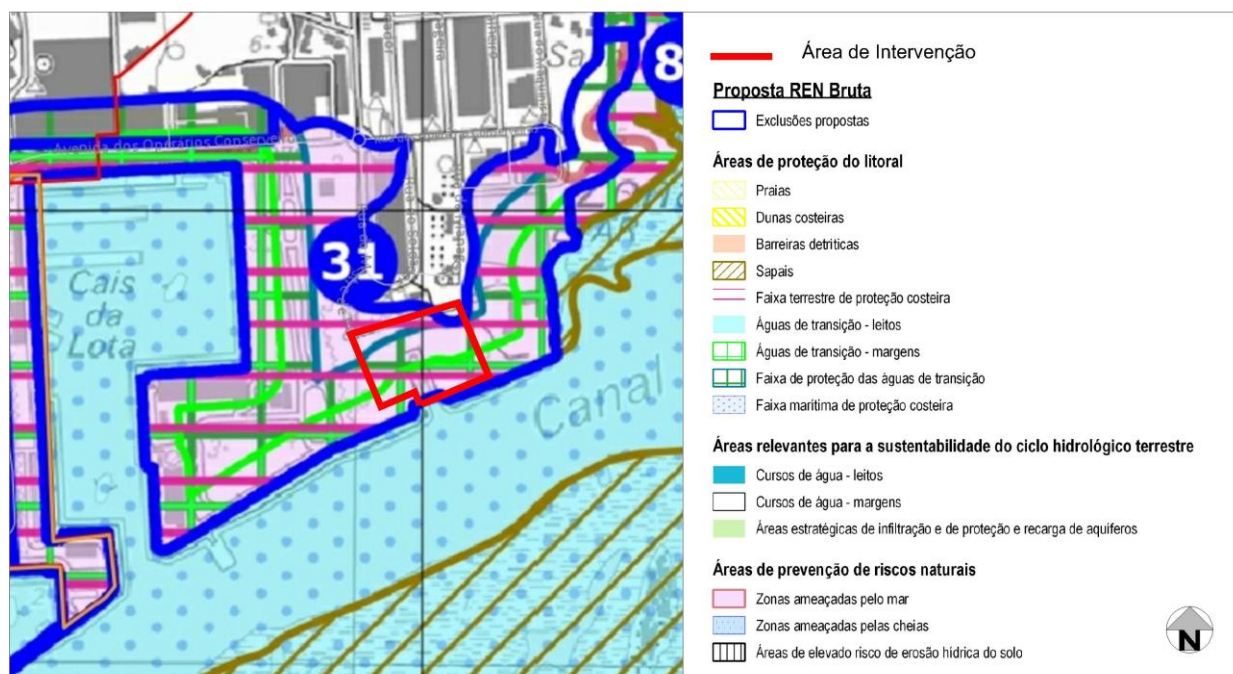 31
8
Avenida dos Operários Conserveiros
Cais
da
Lota
Canal
Área de Intervenção
Proposta REN Bruta
Exclusões propostas
Áreas de proteção do litoral
Praias
Dunas costeiras
Barreiras detríticas
Sapais
Faixa terrestre de proteção costeira
Águas de transição - leitos
Águas de transição - margens
Faixa de proteção das águas de transição
Faixa marítima de proteção costeira
Áreas relevantes para a sustentabilidade do ciclo hidrológico terrestre
Cursos de água - leitos
Cursos de água - margens
Áreas estratégicas de infiltração e de proteção e recarga de aquíferos
Áreas de prevenção de riscos naturais
Zonas ameaçadas pelo mar
Zonas ameaçadas pelas cheias
Áreas de elevado risco de erosão hídrica do solo
N